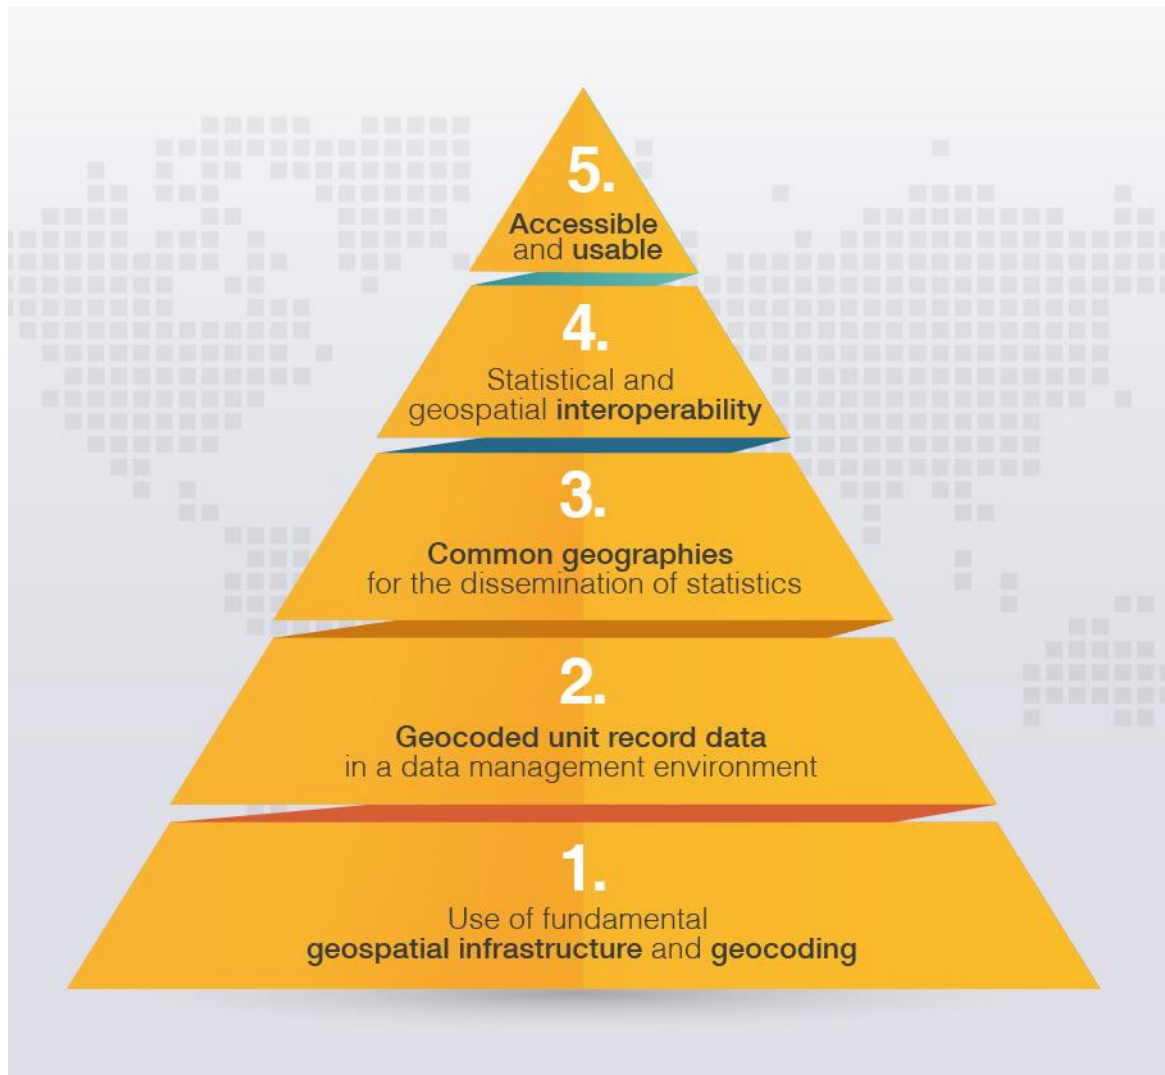 5.
Accessible
and usable
4.
Statistical and
geospatial interoperability
3.
Common geographies
for the dissemination of statistics
2.
Geocoded unit record data
in a data management environment
1.
Use of fundamental
geospatial infrastructure and geocoding